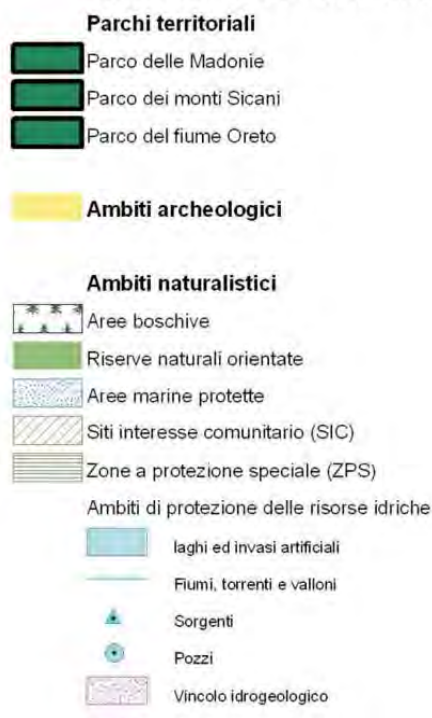 Parchi territoriali
Parco delle Madonie
Parco dei monti Sicani
Parco del fiume Oreto
Ambiti archeologici
Ambiti naturalistici
Aree boschive
Riserve naturali orientate
Aree marine protette
Siti interesse comunitario (SIC)
Zone a protezione speciale (ZPS)
Ambiti di protezione delle risorse idriche
laghi ed invasi artificiali
Fiumi, torrenti e valloni
Sorgenti
Pozzi
Vincolo idrogeologico